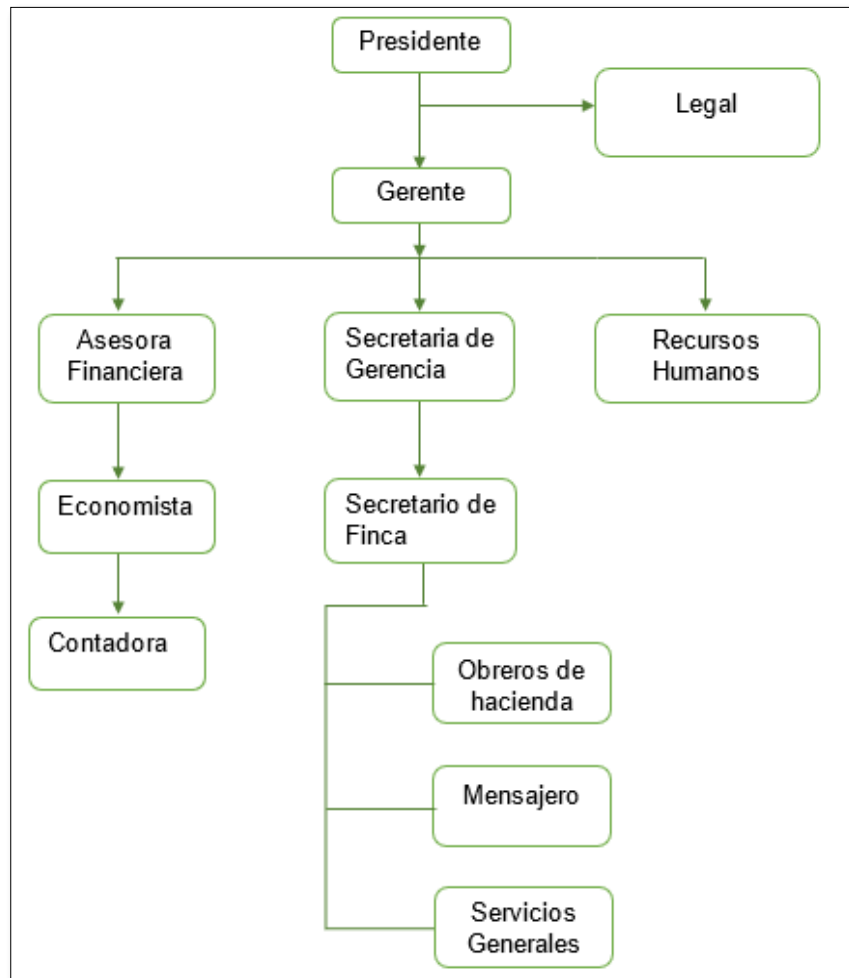 Presidente
Legal
Gerente
Asesora
Financiera
Secretaria de
Gerencia
Recursos
Humanos
Economista
Secretario de
Finca
Contadora
Obreros de
hacienda
Mensajero
Servicios
Generales